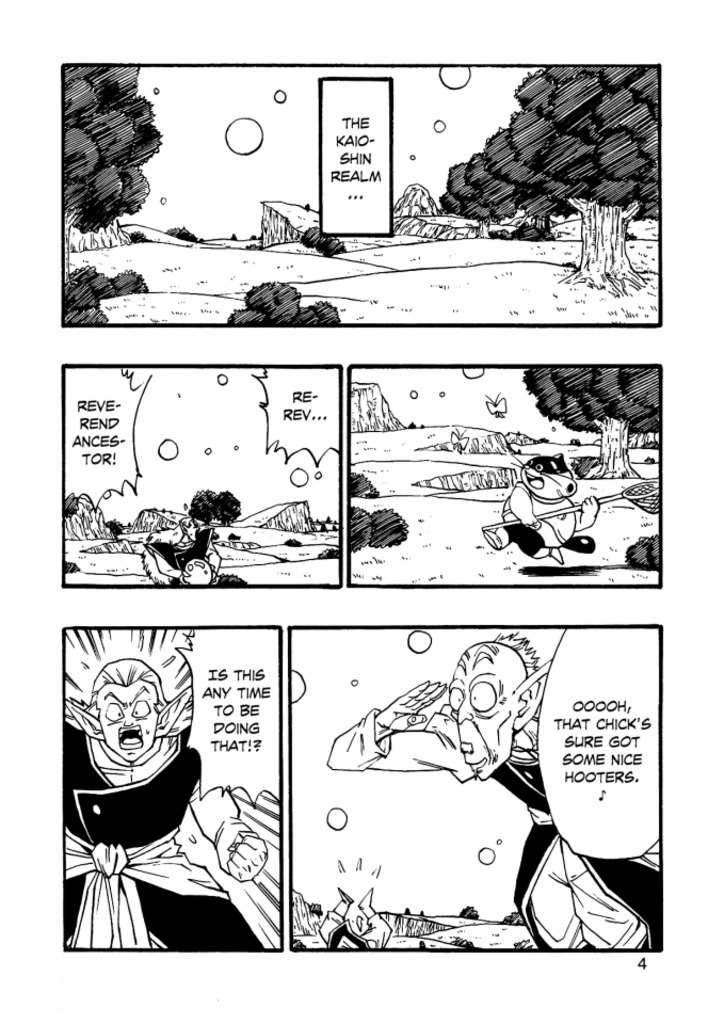 THE
KAIO-
SHIN
REALM
...
RE-
REV...
REVE-
REND
ANCES-
TOR!
OOOOH,
THAT CHICK'S
SURE GOT
SOME NICE
HOOTERS.
♪
IS THIS
ANY TIME
TO BE
DOING
THAT!?
4